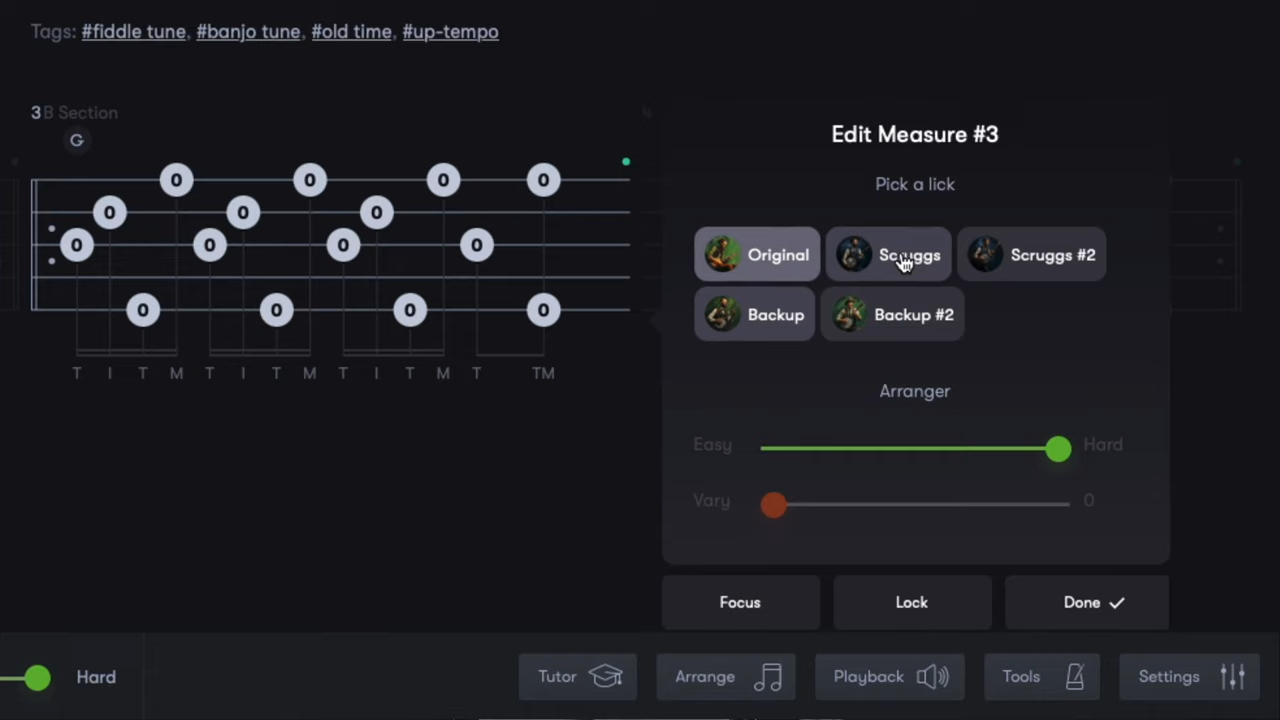 Tags: #fiddle tune, #banjo tune, #old time, #up-tempo
3 B Section
G
0 0 0 0
0 0 0
0 0 0 0
0 0 0 0
T I T M T I T M T I T M T TM
Edit Measure #3
Pick a lick
Original Scruggs Scruggs #2
Backup Backup #2
Arranger
Easy Hard
Vary 0
Focus Lock Done
Hard Tutor Arrange Playback Tools Settings